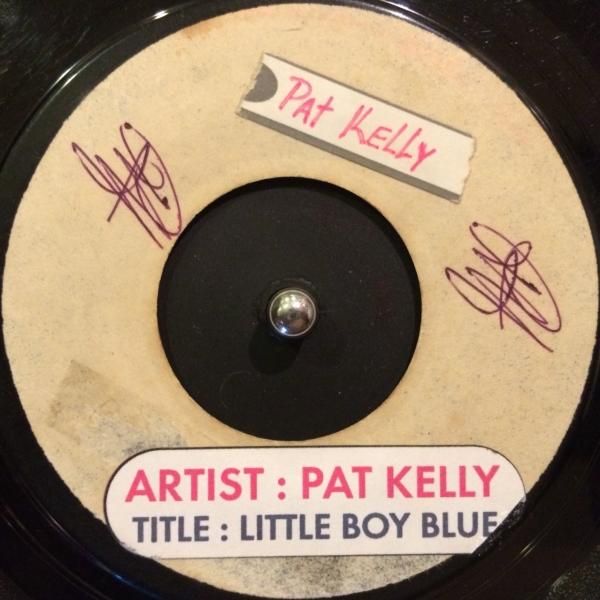 PAT KELLY
ARTIST : PAT KELLY
TITLE : LITTLE BOY BLUE